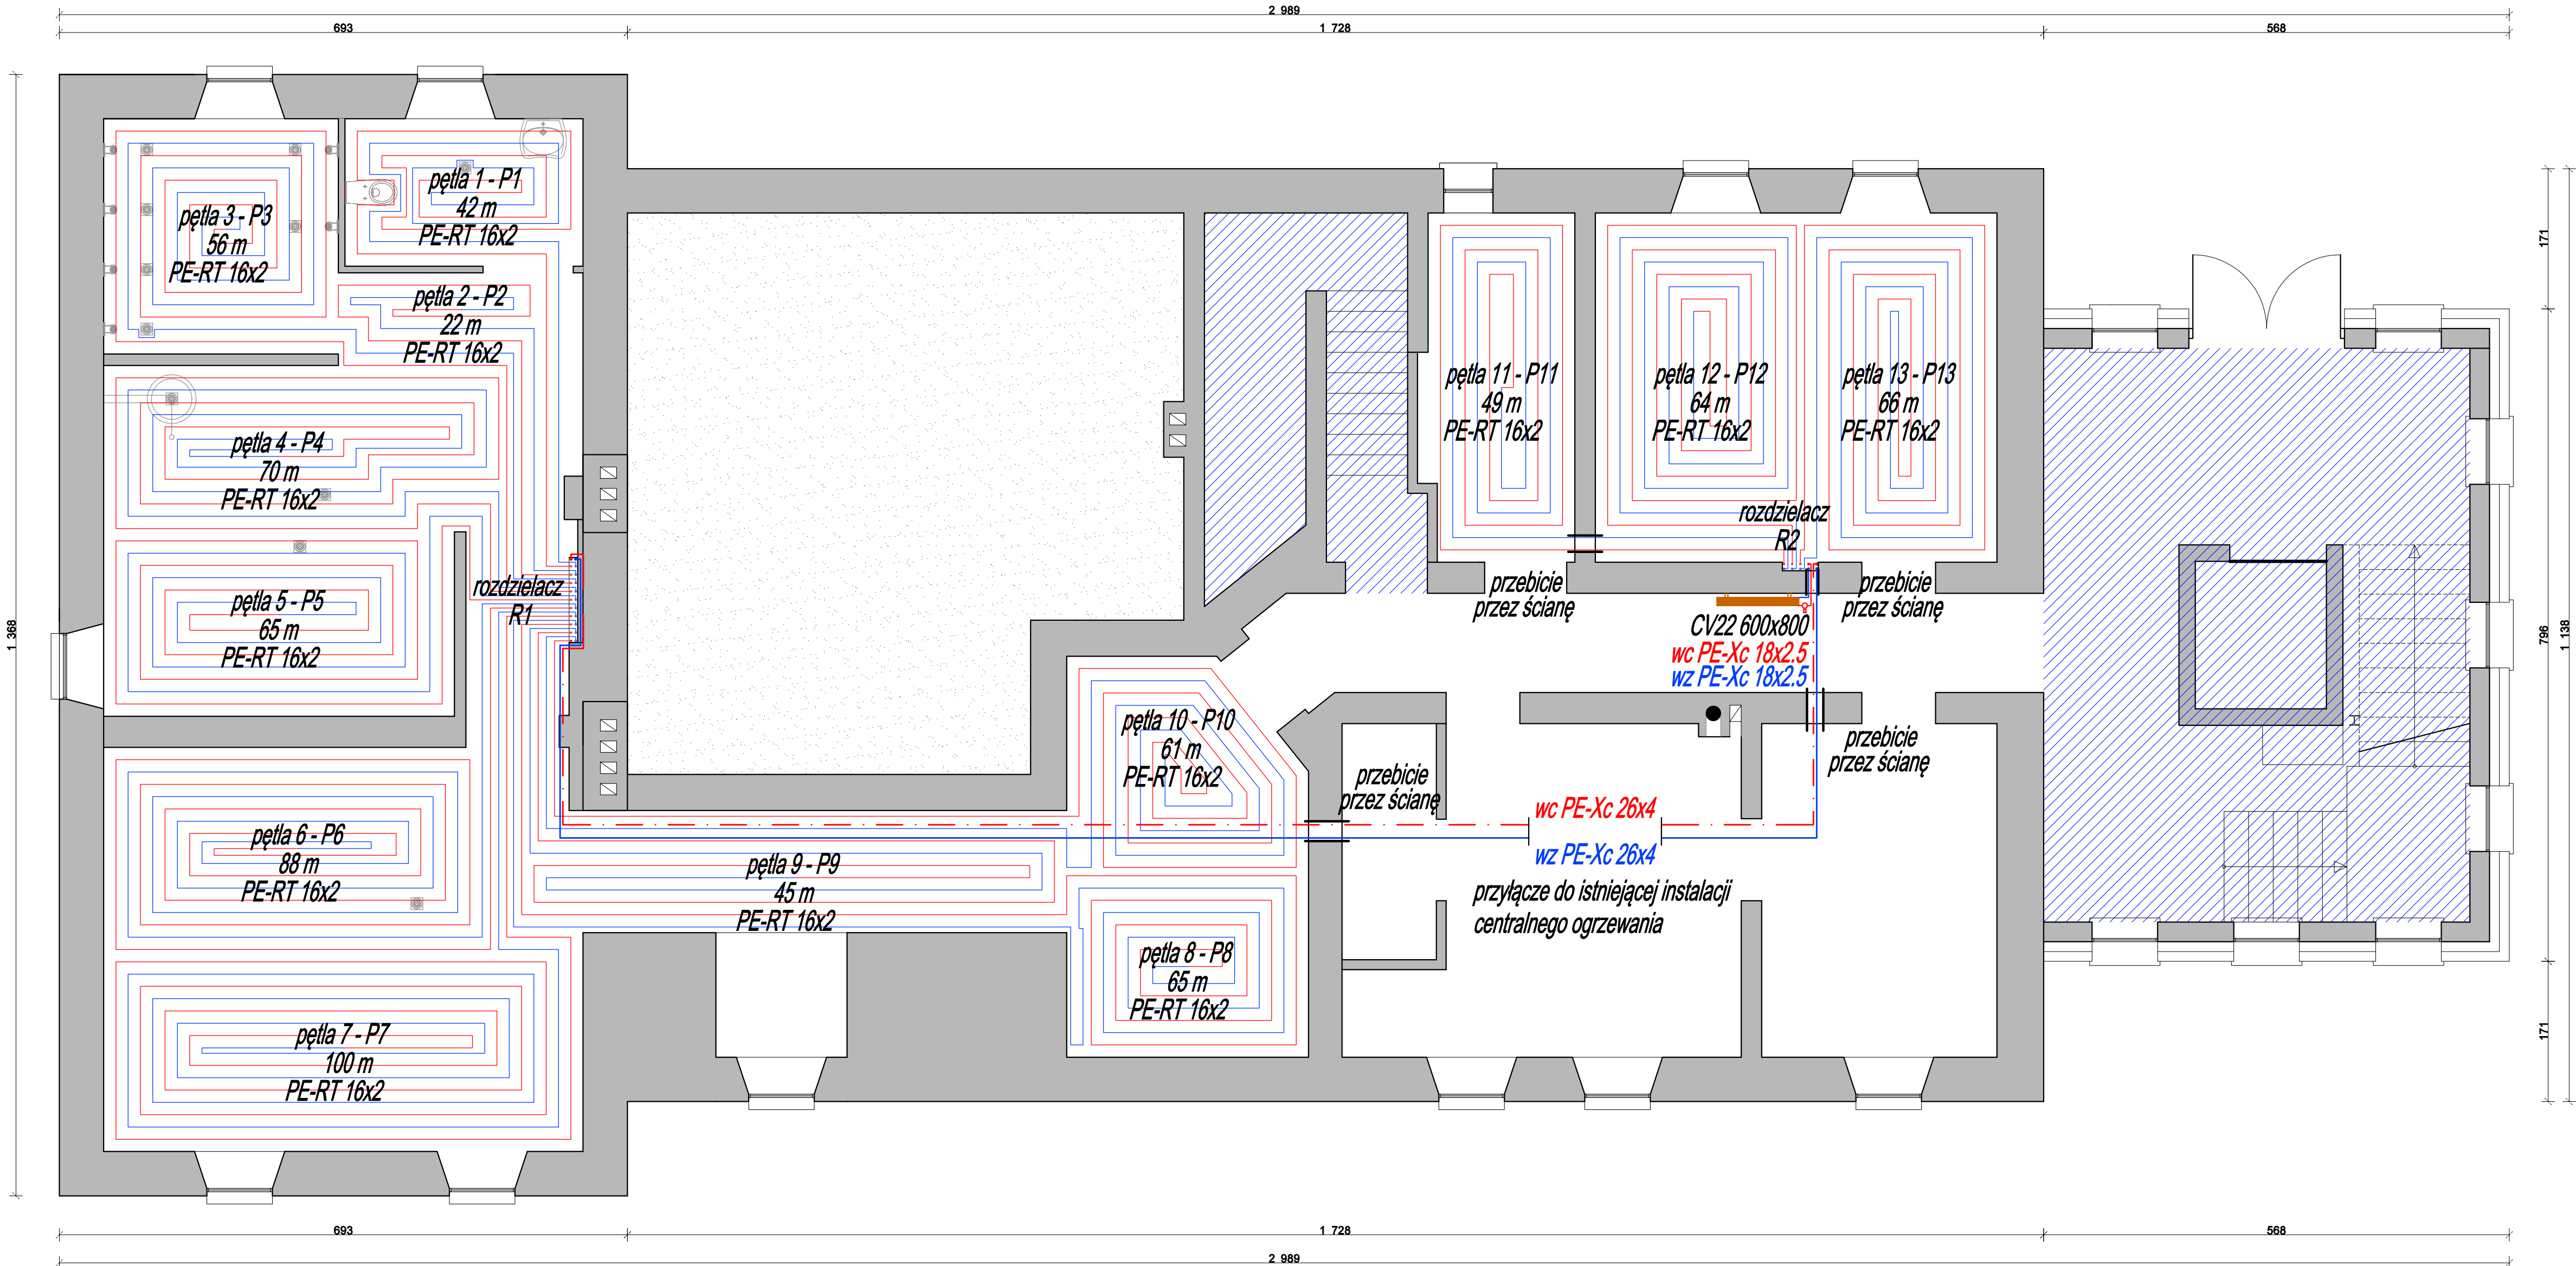 2 989
693
1 728
568
1 368
pętla 3 - P3
56 m
PE-RT 16x2
pętla 1 - P1
42 m
PE-RT 16x2
pętla 2 - P2
22 m
PE-RT 16x2
pętla 4 - P4
70 m
PE-RT 16x2
pętla 5 - P5
65 m
PE-RT 16x2
rozdzielacz
R1
pętla 6 - P6
88 m
PE-RT 16x2
pętla 7 - P7
100 m
PE-RT 16x2
pętla 9 - P9
45 m
PE-RT 16x2
pętla 10 - P10
61 m
PE-RT 16x2
pętla 8 - P8
65 m
PE-RT 16x2
pętla 11 - P11
49 m
PE-RT 16x2
pętla 12 - P12
64 m
PE-RT 16x2
pętla 13 - P13
66 m
PE-RT 16x2
rozdzielacz
R2
przebicie
przez ścianę
przebicie
przez ścianę
CV22 600x800
wc PE-Xc 18x2.5
wz PE-Xc 18x2.5
przebicie
przez ścianę
przebicie
przez ścianę
wc PE-Xc 26x4
wz PE-Xc 26x4
przyłącze do istniejącej instalacji
centralnego ogrzewania
H
171
796
171
1 138
693
1 728
568
2 989